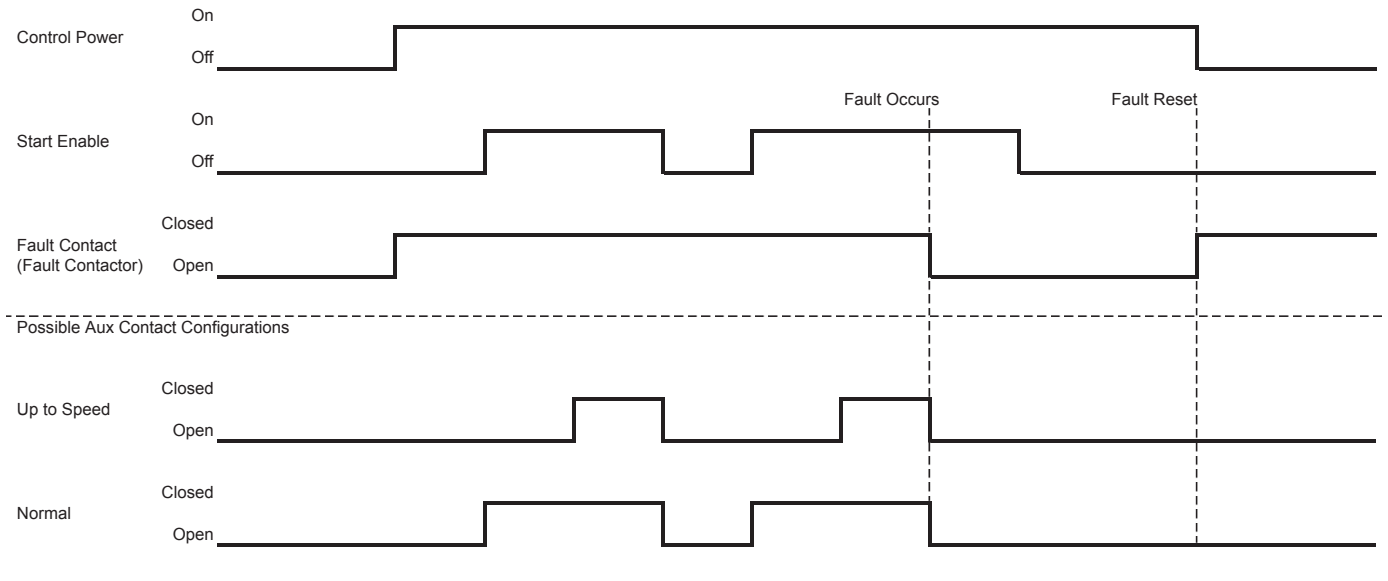 On
Control Power
Off
Fault Occurs
Fault Reset
On
Start Enable
Off
Closed
Fault Contact
(Fault Contactor)
Open
Possible Aux Contact Configurations
Closed
Up to Speed
Open
Closed
Normal
Open